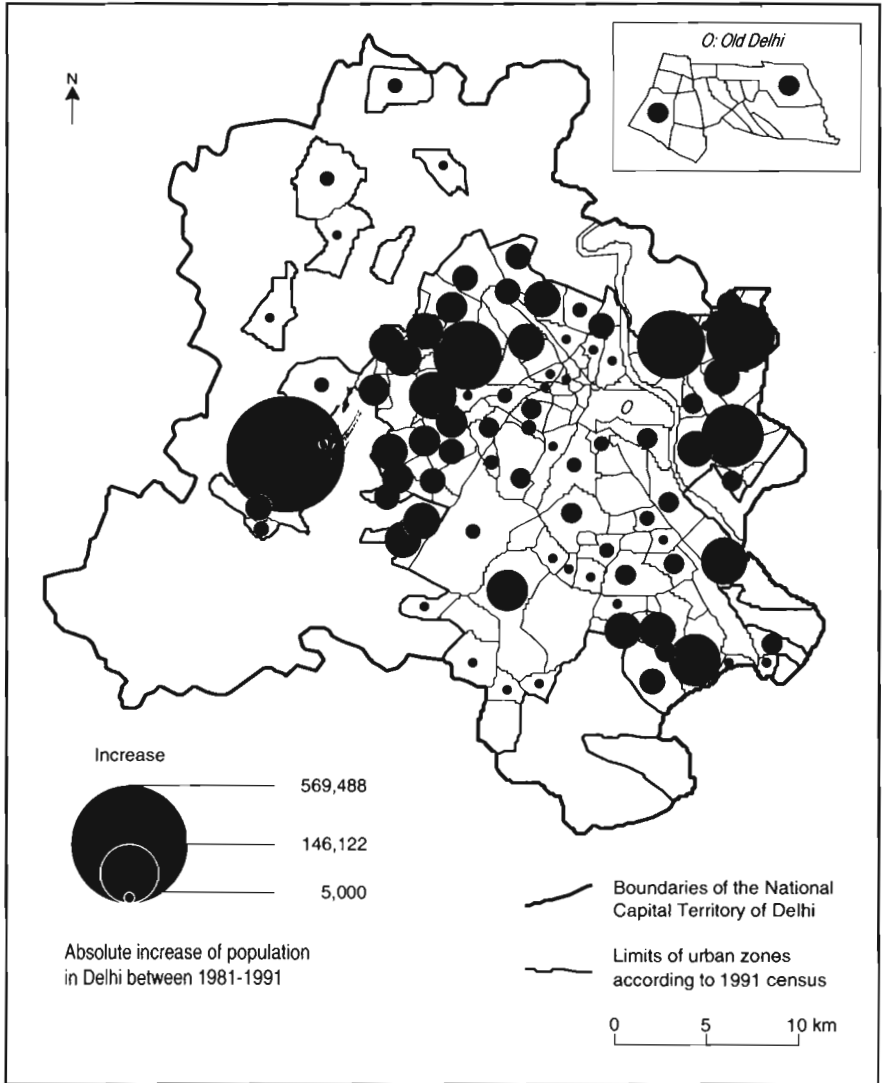 O: Old Delhi
N
O
Increase
569,488
146,122
5,000
Absolute increase of population
in Delhi between 1981-1991
Boundaries of the National
Capital Territory of Delhi
Limits of urban zones
according to 1991 census
0 5 10 km